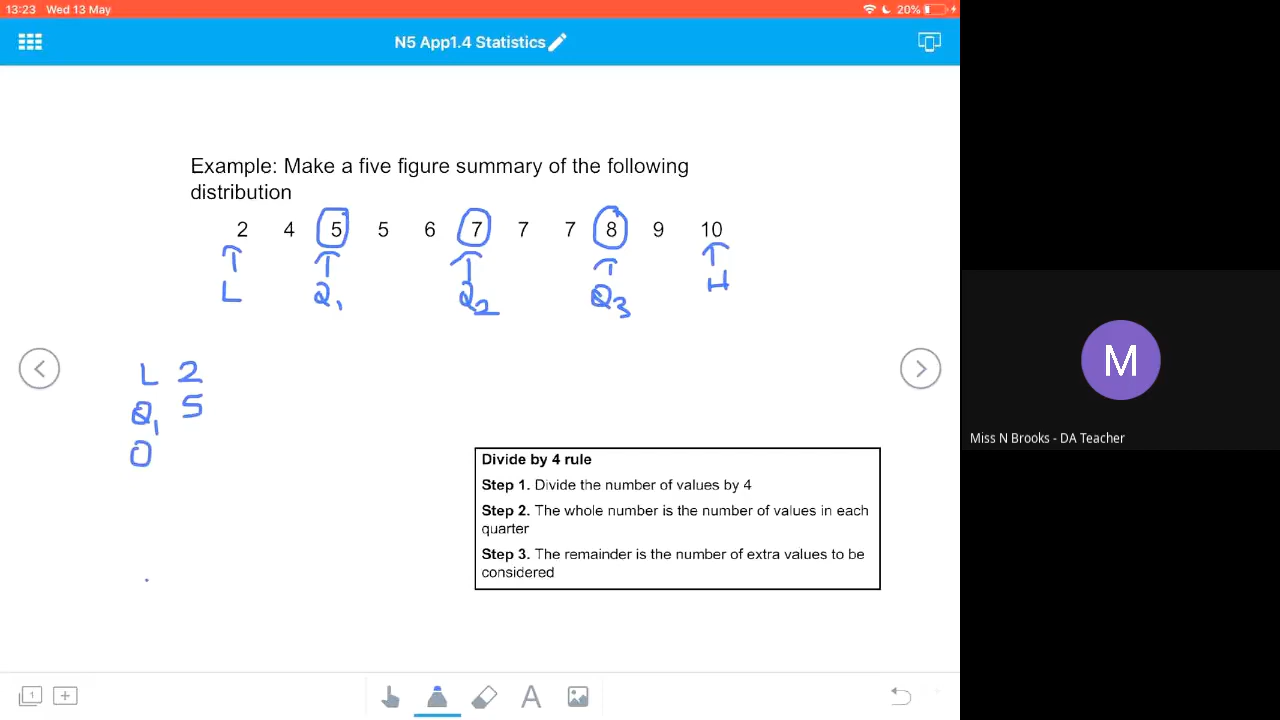 13:23 Wed 13 May
20%
N5 App1.4 Statistics
Example: Make a five figure summary of the following
distribution
2 4 5 5 6 7 7 7 8 9 10
L Q1 Q2 Q3 H
L 2
Q1 5
O
M
Miss N Brooks - DA Teacher
Divide by 4 rule
Step 1. Divide the number of values by 4
Step 2. The whole number is the number of values in each
quarter
Step 3. The remainder is the number of extra values to be
considered
1
A